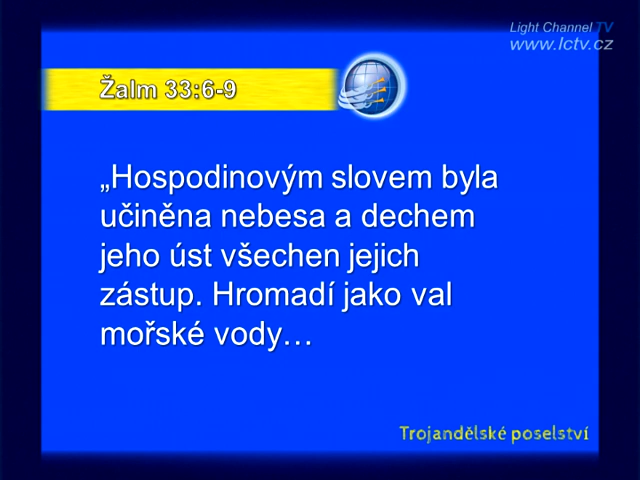 Light Channel TV
www.lctv.cz
Žalm 33:6-9
„Hospodinovým slovem byla
učiněna nebesa a dechem
jeho úst všechen jejich
zástup. Hromadí jako val
mořské vody…
Trojandělské poselství